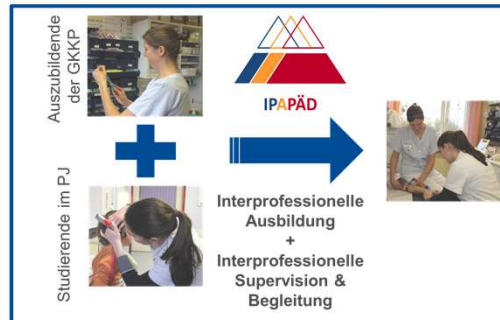 Auszubildende
der GKKP
IPAPÄD
Studierende im PJ
Interprofessionelle
Ausbildung
+
Interprofessionelle
Supervision &
Begleitung